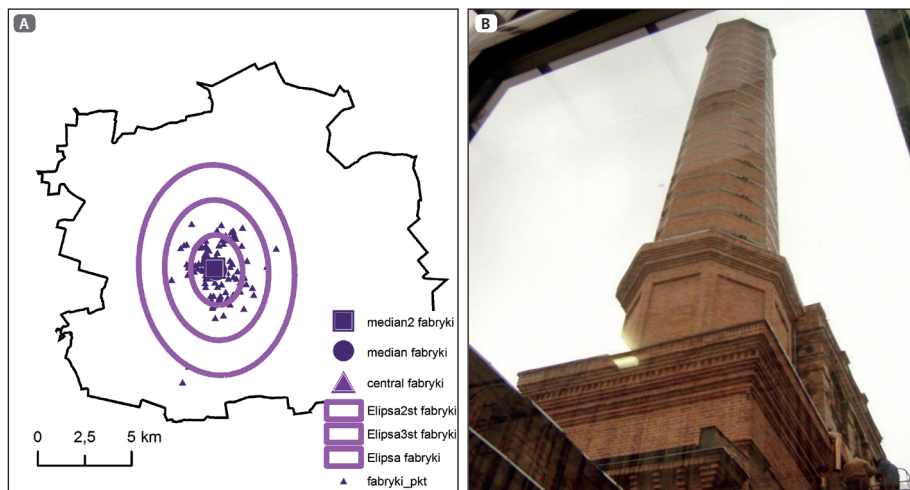 A
median2 fabryki
median fabryki
central fabryki
Elipsa2st fabryki
Elipsa3st fabryki
Elipsa fabryki
fabryki_pkt
0 2,5 5 km
B